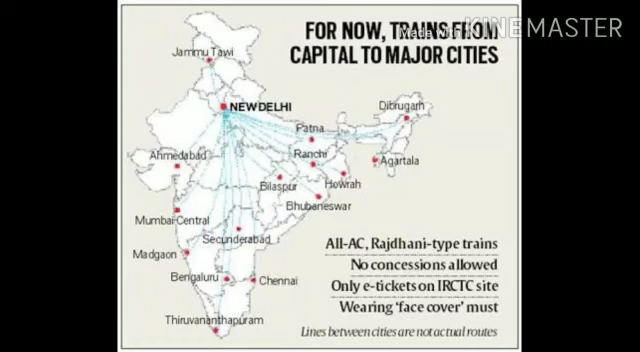 FOR NOW, TRAINS FROM
Made with KINEMASTER
CAPITAL TO MAJOR CITIES
Jammu Tawi
NEW DELHI
Dibrugarh
Patna
Ahmedabad
Ranchi
Agartala
Bilaspur
Howrah
Bhubaneswar
Mumbai Central
Secunderabad
Madgaon
Bengaluru
Chennai
Thiruvananthapuram
All-AC, Rajdhani-type trains
No concessions allowed
Only e-tickets on IRCTC site
Wearing ‘face cover’ must
Lines between cities are not actual routes